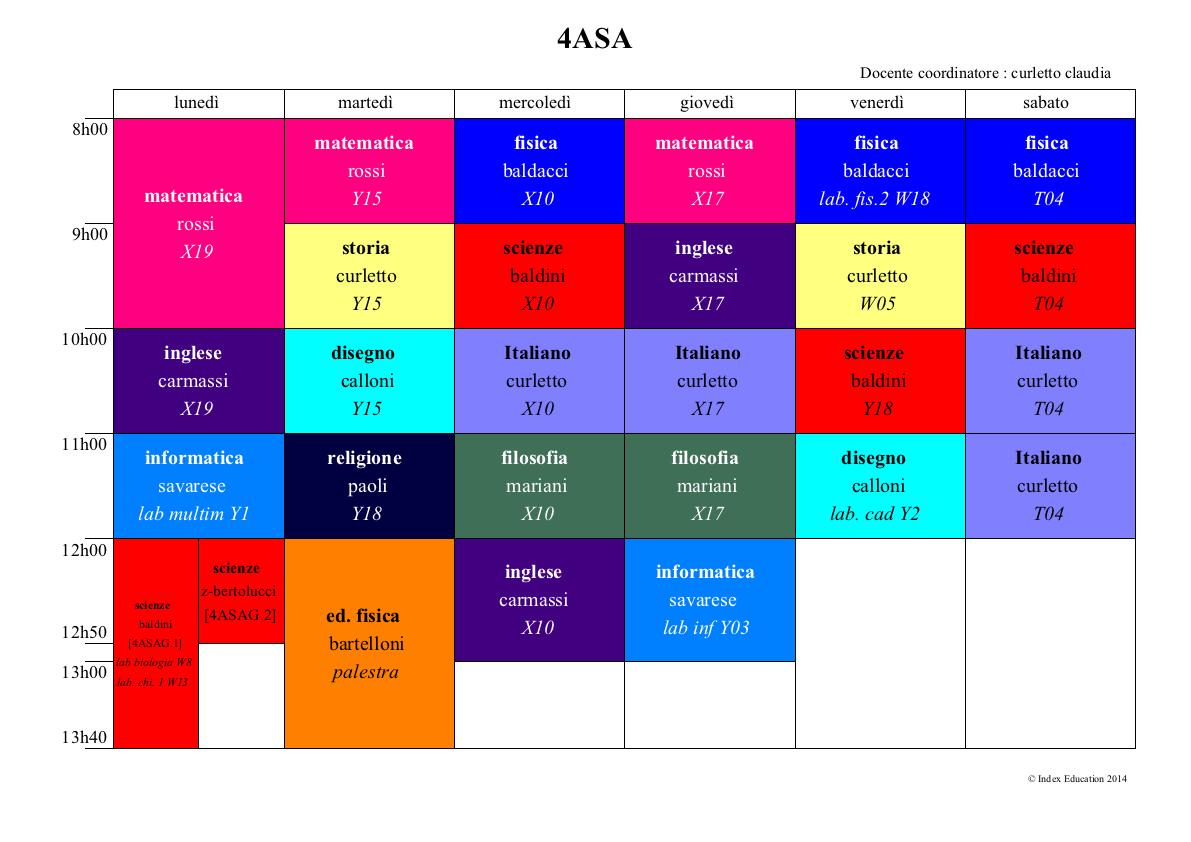 4ASA
Docente coordinatore : curletto claudia
lunedì martedì mercoledì giovedì venerdì sabato
8h00
matematica
rossi
X19
matematica
rossi
Y15
fisica
baldacci
X10
matematica
rossi
X17
fisica
baldacci
lab. fis.2 W18
fisica
baldacci
T04
9h00
storia
curletto
Y15
scienze
baldini
X10
inglese
carmassi
X17
storia
curletto
W05
scienze
baldini
T04
10h00
inglese
carmassi
X19
disegno
calloni
Y15
Italiano
curletto
X10
Italiano
curletto
X17
scienze
baldini
Y18
Italiano
curletto
T04
11h00
informatica
savarese
lab multim Y1
religione
paoli
Y18
filosofia
mariani
X10
filosofia
mariani
X17
disegno
calloni
lab. cad Y2
Italiano
curletto
T04
12h00
scienze
baldini
[4ASAG.1]
lab biologia W8
lab. chi. 1 W13
scienze
z-bertolucci
[4ASAG.2]
ed. fisica
bartelloni
palestra
inglese
carmassi
X10
informatica
savarese
lab inf Y03
12h50
13h00
13h40
© Index Education 2014